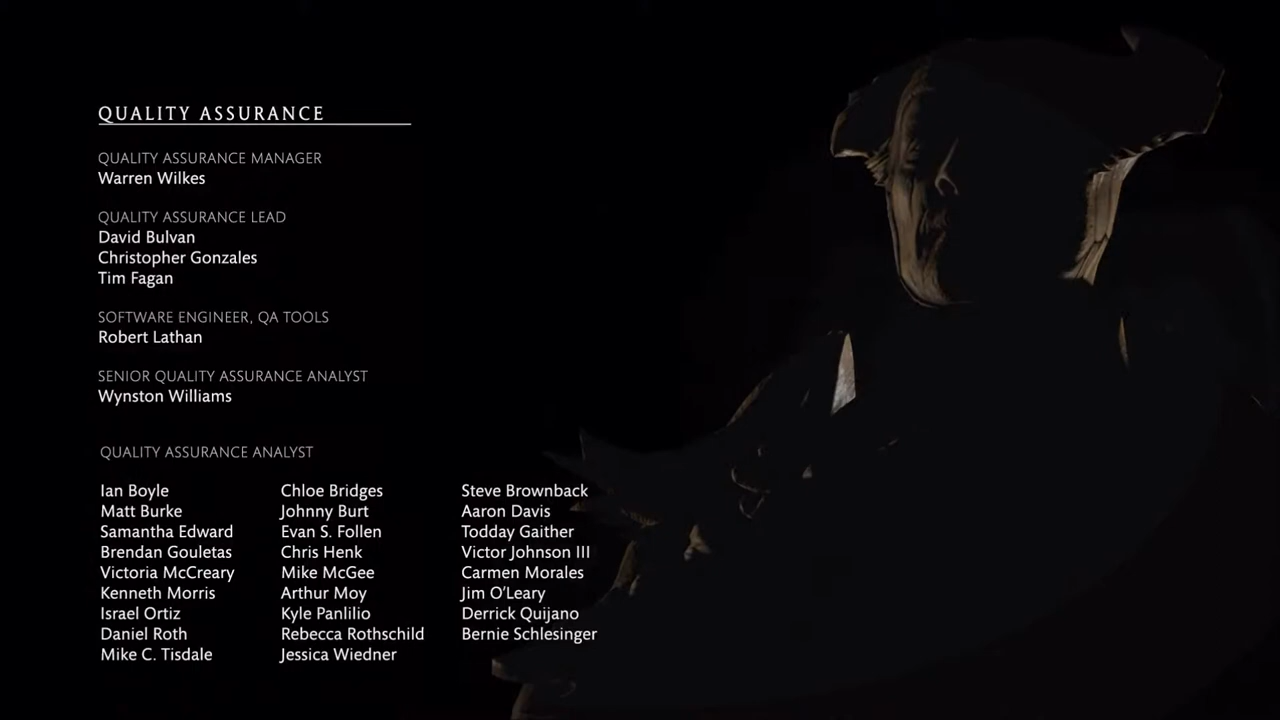 QUALITY ASSURANCE
QUALITY ASSURANCE MANAGER
Warren Wilkes
QUALITY ASSURANCE LEAD
David Bulvan
Christopher Gonzales
Tim Fagan
SOFTWARE ENGINEER, QA TOOLS
Robert Lathan
SENIOR QUALITY ASSURANCE ANALYST
Wynston Williams
QUALITY ASSURANCE ANALYST
Ian Boyle
Matt Burke
Samantha Edward
Brendan Gouletas
Victoria McCreary
Kenneth Morris
Israel Ortiz
Daniel Roth
Mike C. Tisdale
Chloe Bridges
Johnny Burt
Evan S. Follen
Chris Henk
Mike McGee
Arthur Moy
Kyle Panlilio
Rebecca Rothschild
Jessica Wiedner
Steve Brownback
Aaron Davis
Todday Gaither
Victor Johnson III
Carmen Morales
Jim O'Leary
Derrick Quijano
Bernie Schlesinger